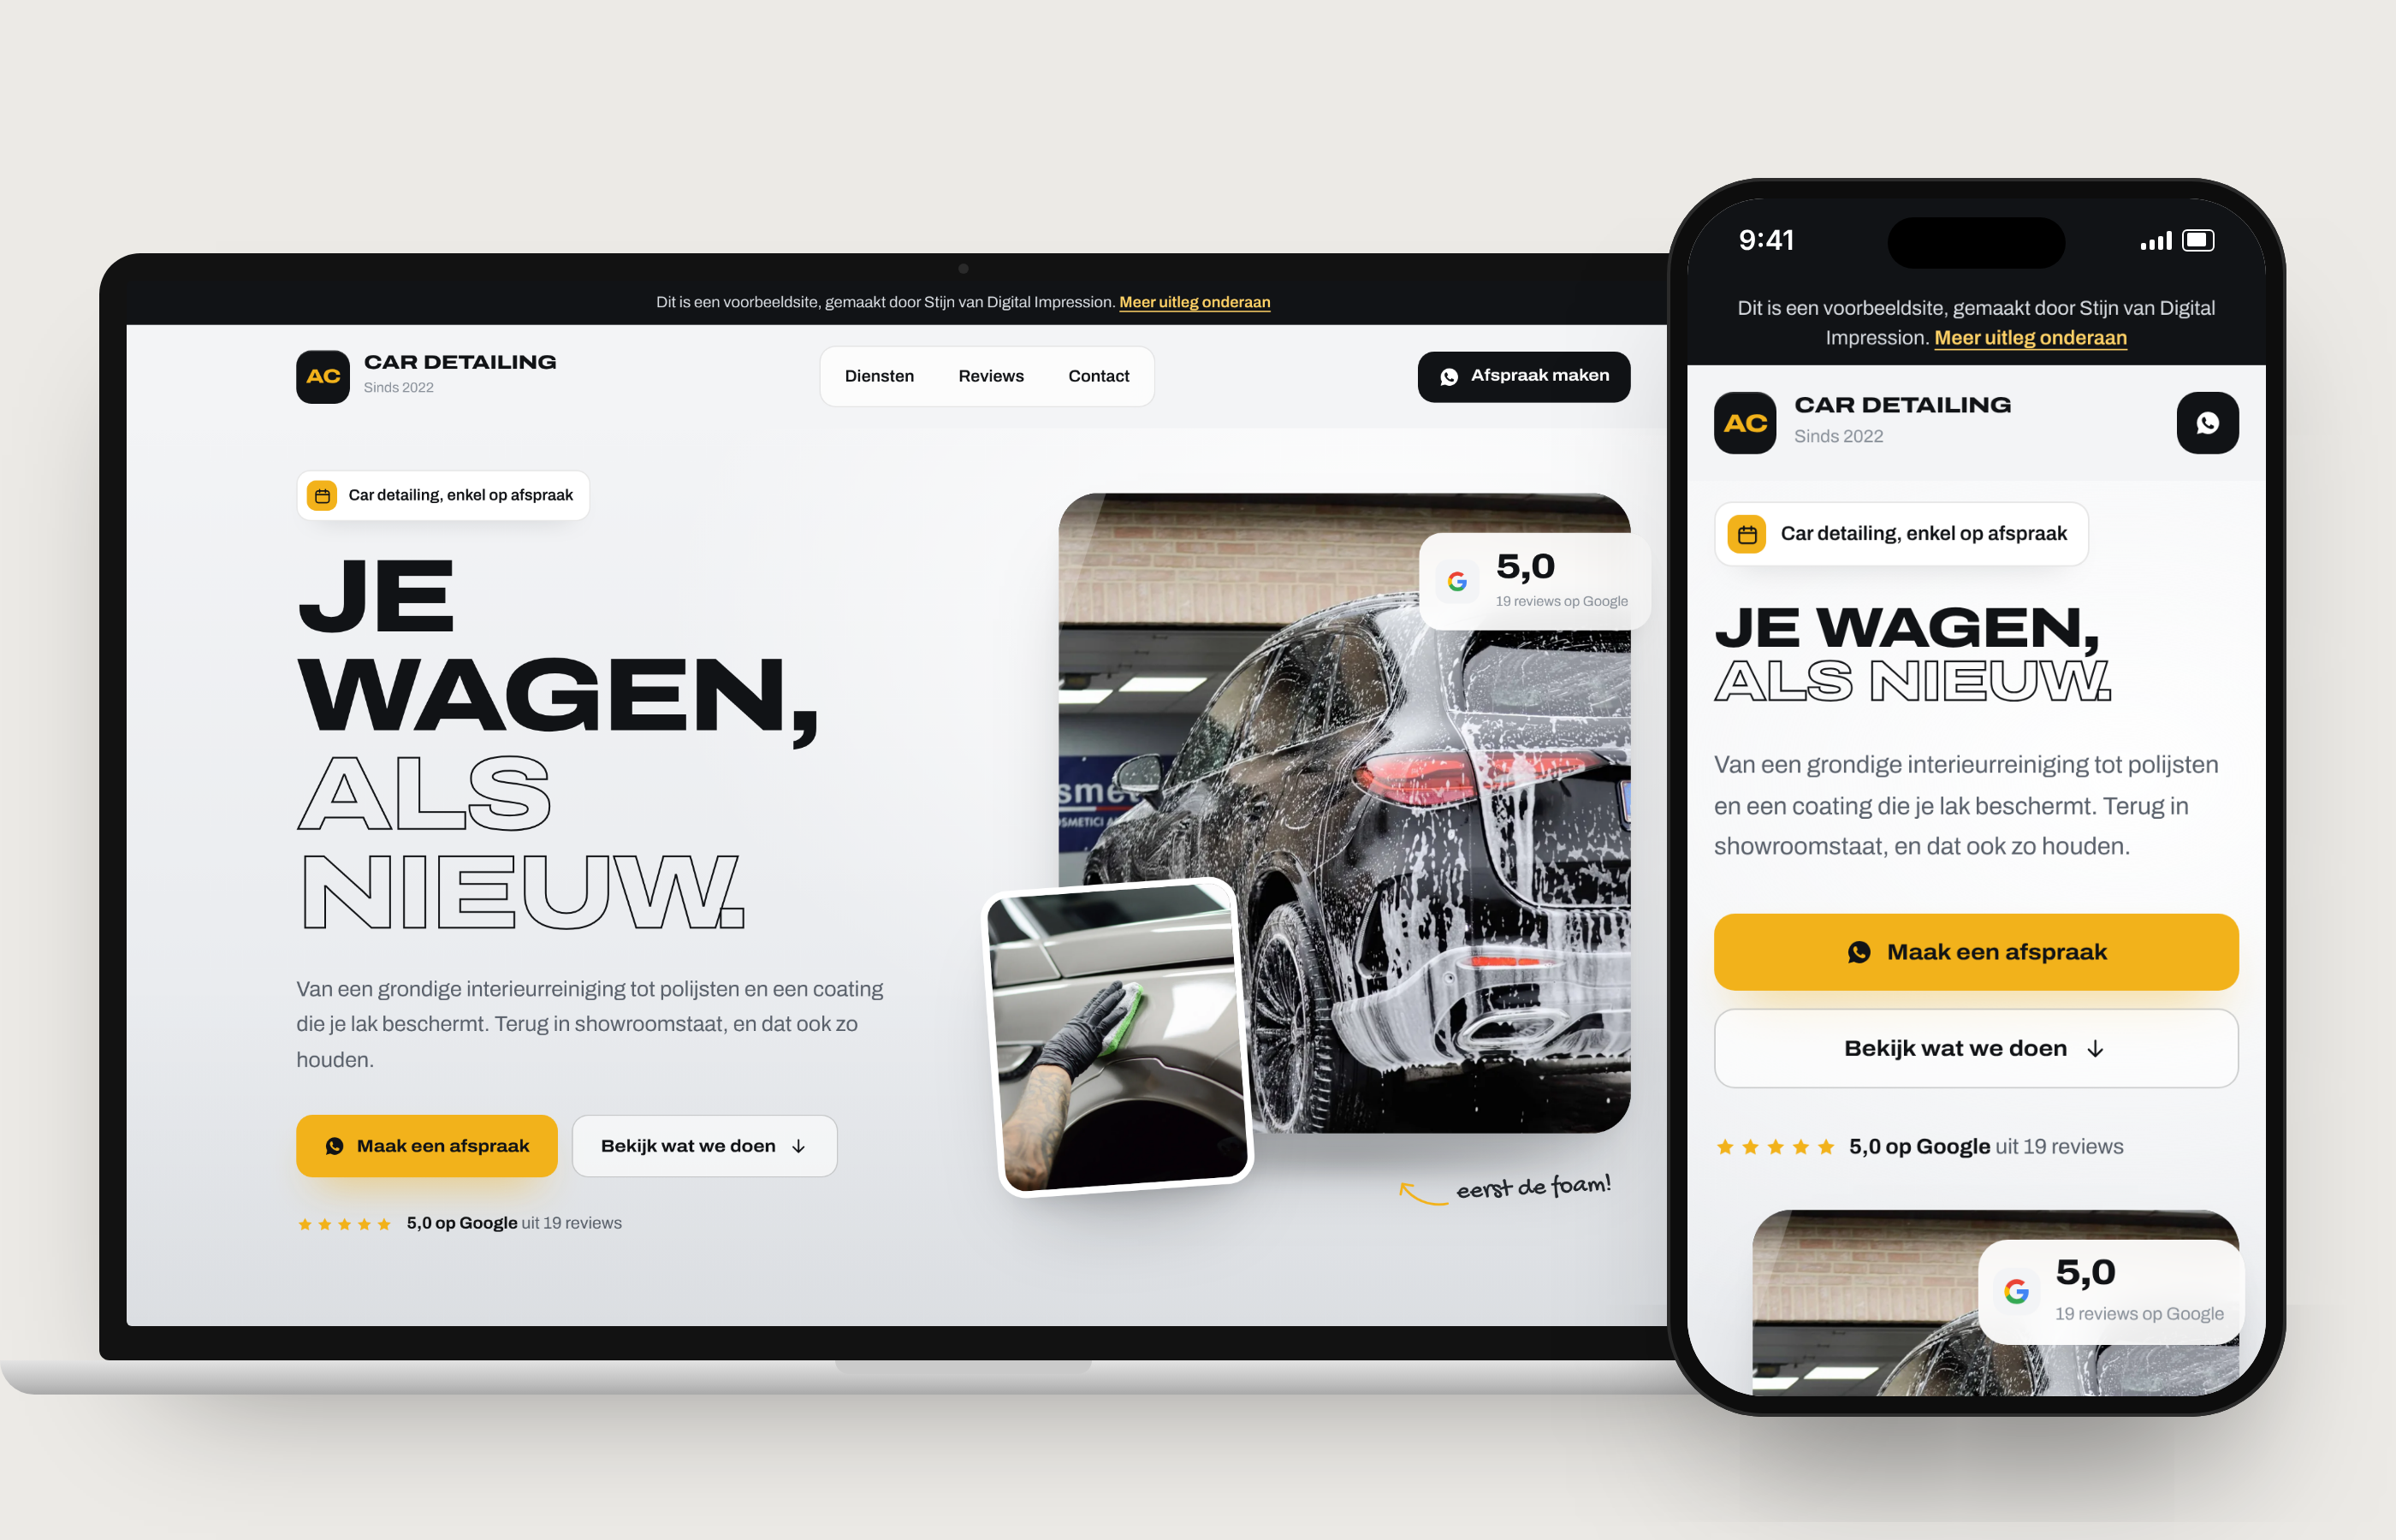 Dit is een voorbeeldsite, gemaakt door Stijn van Digital Impression. Meer uitleg onderaan
AC
CAR DETAILING
Sinds 2022
Diensten
Reviews
Contact
Afspraak maken
Car detailing, enkel op afspraak
JE
WAGEN,
ALS
NIEUW.
Van een grondige interieurreiniging tot polijsten en een coating
die je lak beschermt. Terug in showroomstaat, en dat ook zo
houden.
Maak een afspraak
Bekijk wat we doen
5,0 op Google uit 19 reviews
5,0
19 reviews op Google
eerst de foam!
9:41
Dit is een voorbeeldsite, gemaakt door Stijn van Digital
Impression. Meer uitleg onderaan
AC
CAR DETAILING
Sinds 2022
Car detailing, enkel op afspraak
JE WAGEN,
ALS NIEUW.
Van een grondige interieurreiniging tot polijsten
en een coating die je lak beschermt. Terug in
showroomstaat, en dat ook zo houden.
Maak een afspraak
Bekijk wat we doen
5,0 op Google uit 19 reviews
G
5,0
19 reviews op Google